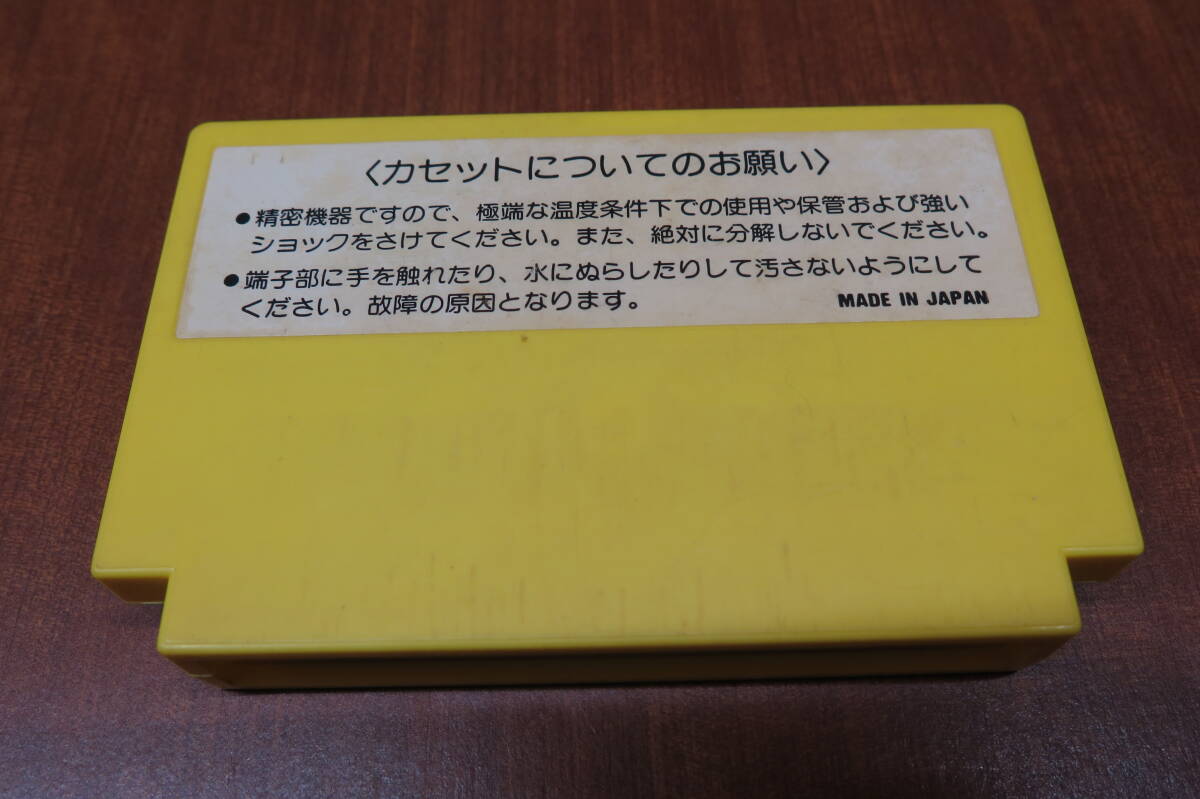 〈カセットについてのお願い〉
●精密機器ですので、極端な温度条件下での使用や保管および強い
ショックをさけてください。また、絶対に分解しないでください。
●端子部に手を触れたり、水にぬらしたりして汚さないようにして
ください。故障の原因となります。
MADE IN JAPAN